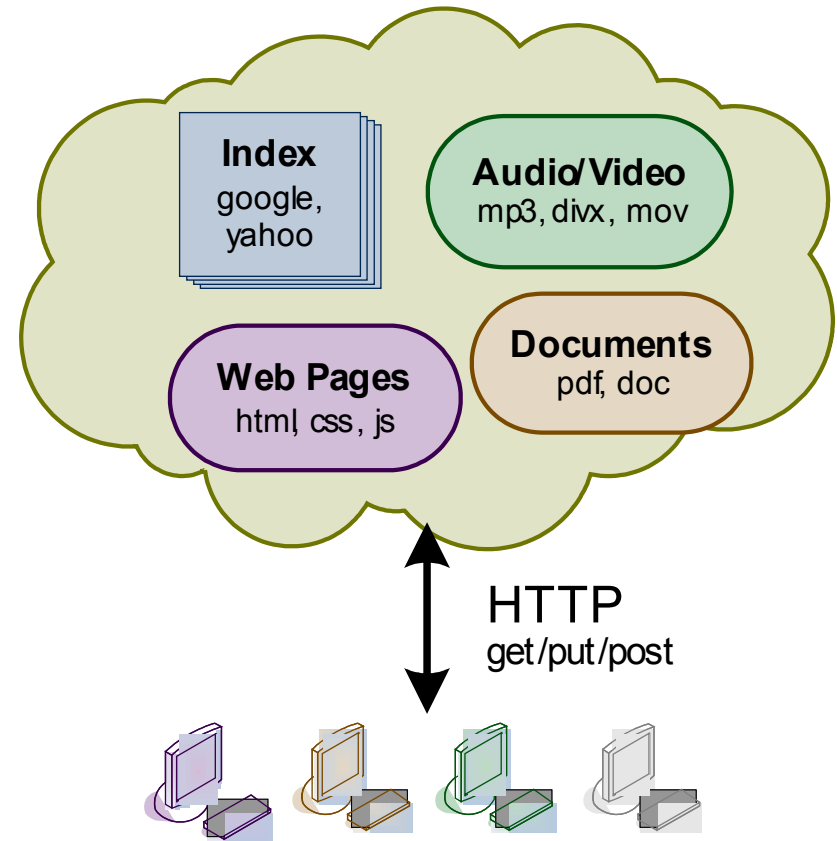 Index
google,
yahoo
Audio/Video
mp3, divx, mov
Documents
pdf, doc
Web Pages
html, css, js
HTTP
get/put/post